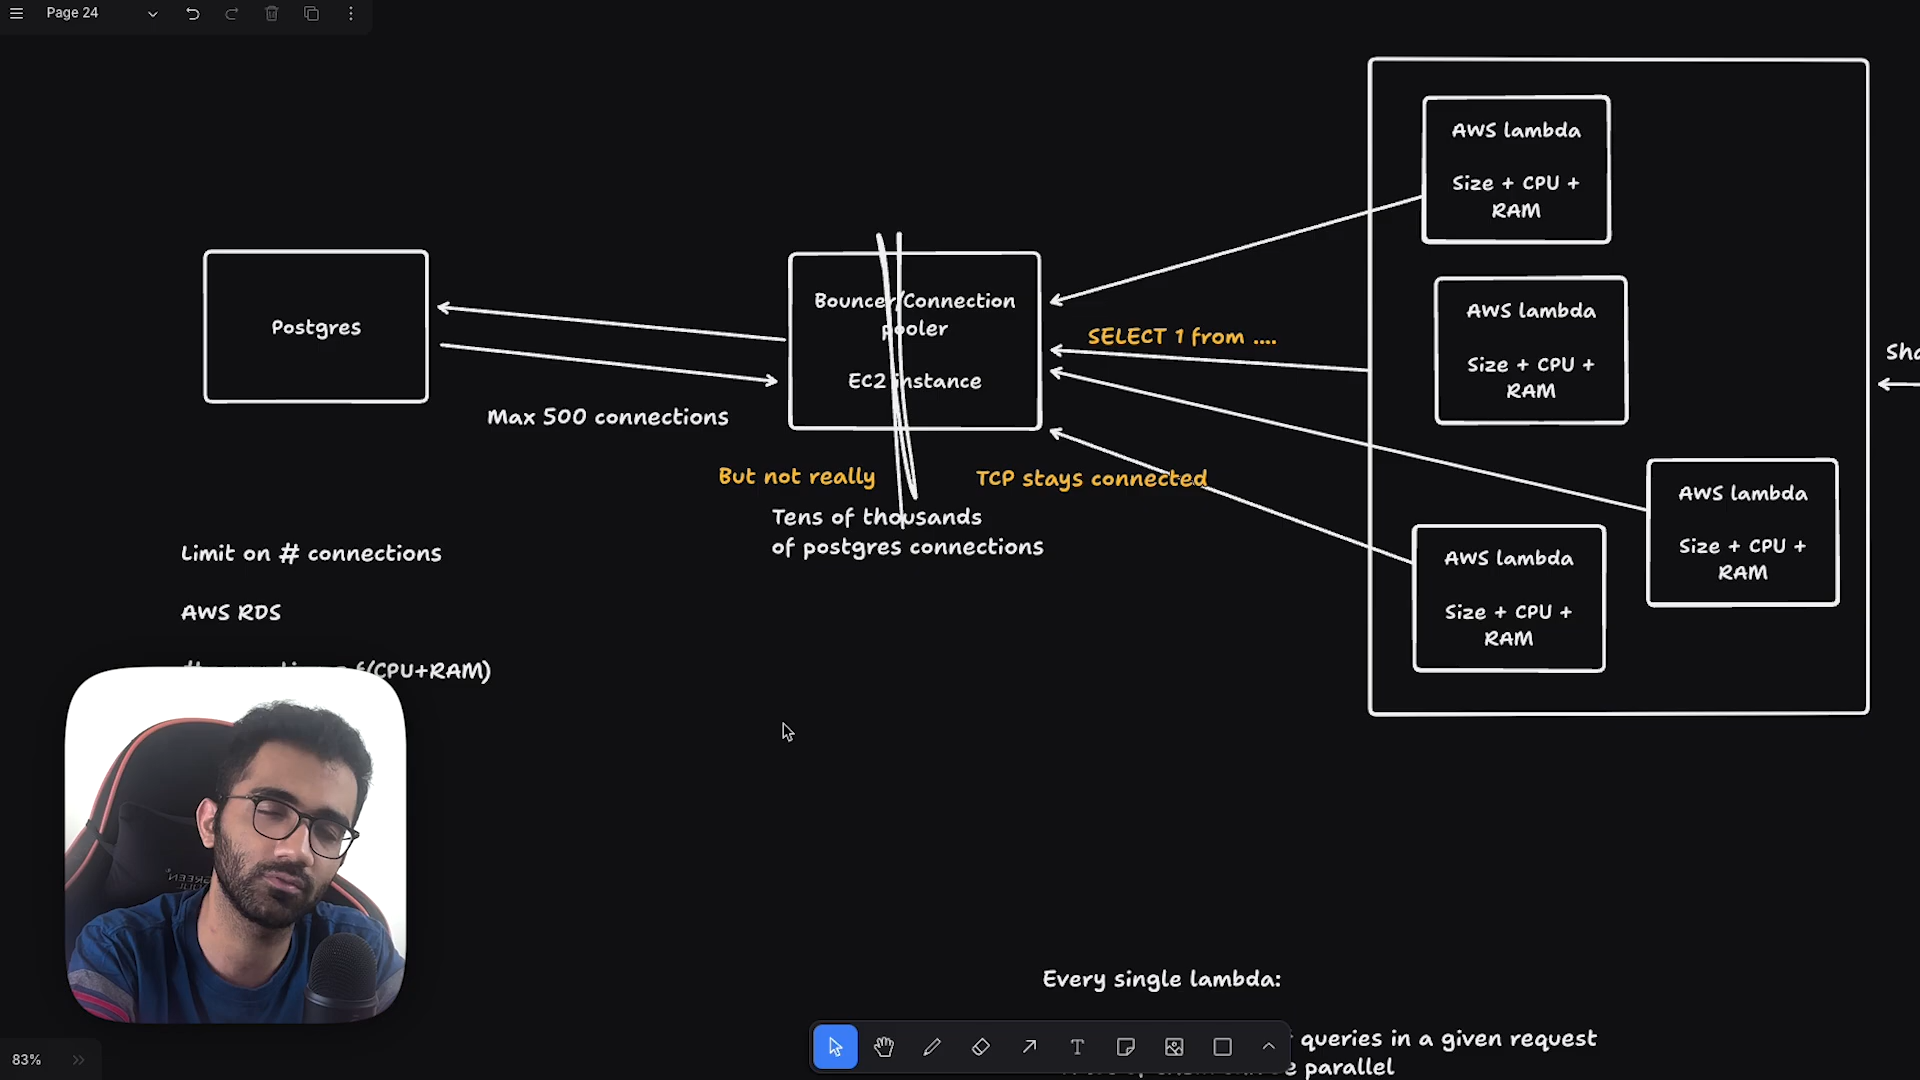 Page 24
AWS lambda
Size + CPU +
RAM
Postgres
Bouncer/Connection
pooler
EC2 instance
SELECT 1 from ....
AWS lambda
Size + CPU +
RAM
Max 500 connections
But not really
TCP stays connected
Tens of thousands
of postgres connections
AWS lambda
Size + CPU +
RAM
AWS lambda
Size + CPU +
RAM
Limit on # connections
AWS RDS
f(CPU+RAM)
Every single lambda:
queries in a given request
parallel
83%